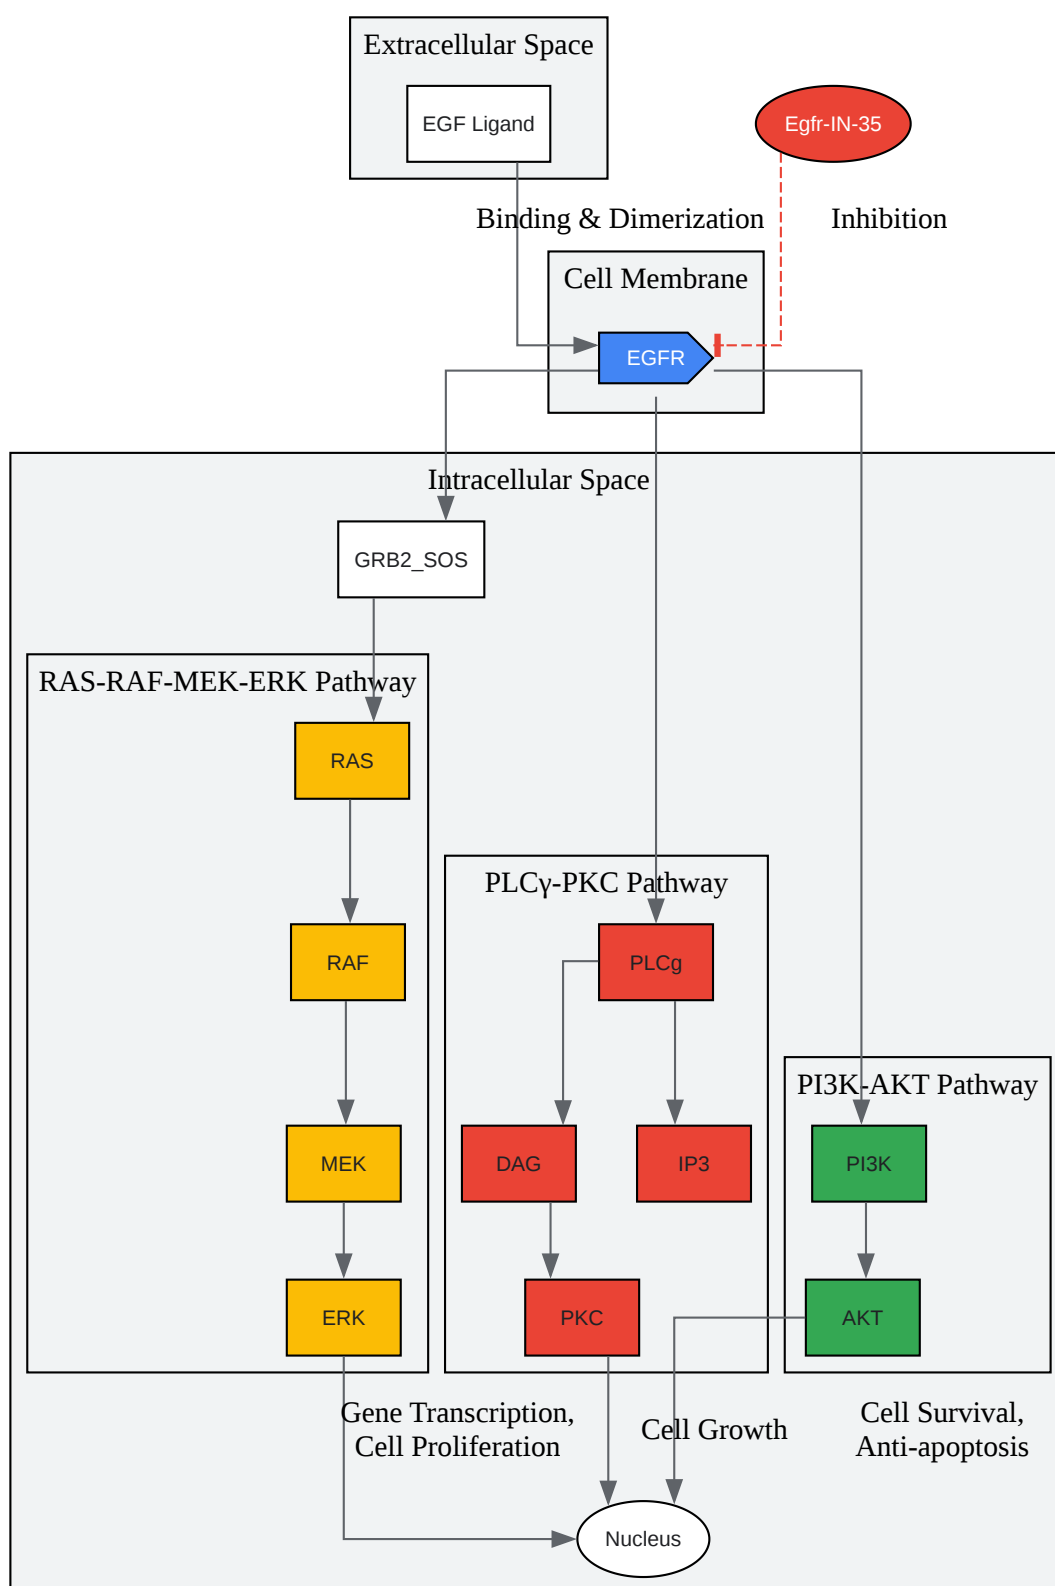 Extracellular Space
EGF Ligand
Egfr-IN-35
Binding & Dimerization
Inhibition
Cell Membrane
EGFR
Intracellular Space
GRB2_SOS
RAS-RAF-MEK-ERK Pathway
RAS
PLCγ-PKC Pathway
RAF
PLCg
PI3K-AKT Pathway
MEK
DAG
IP3
PI3K
ERK
PKC
AKT
Gene Transcription,
Cell Proliferation
Cell Growth
Cell Survival,
Anti-apoptosis
Nucleus